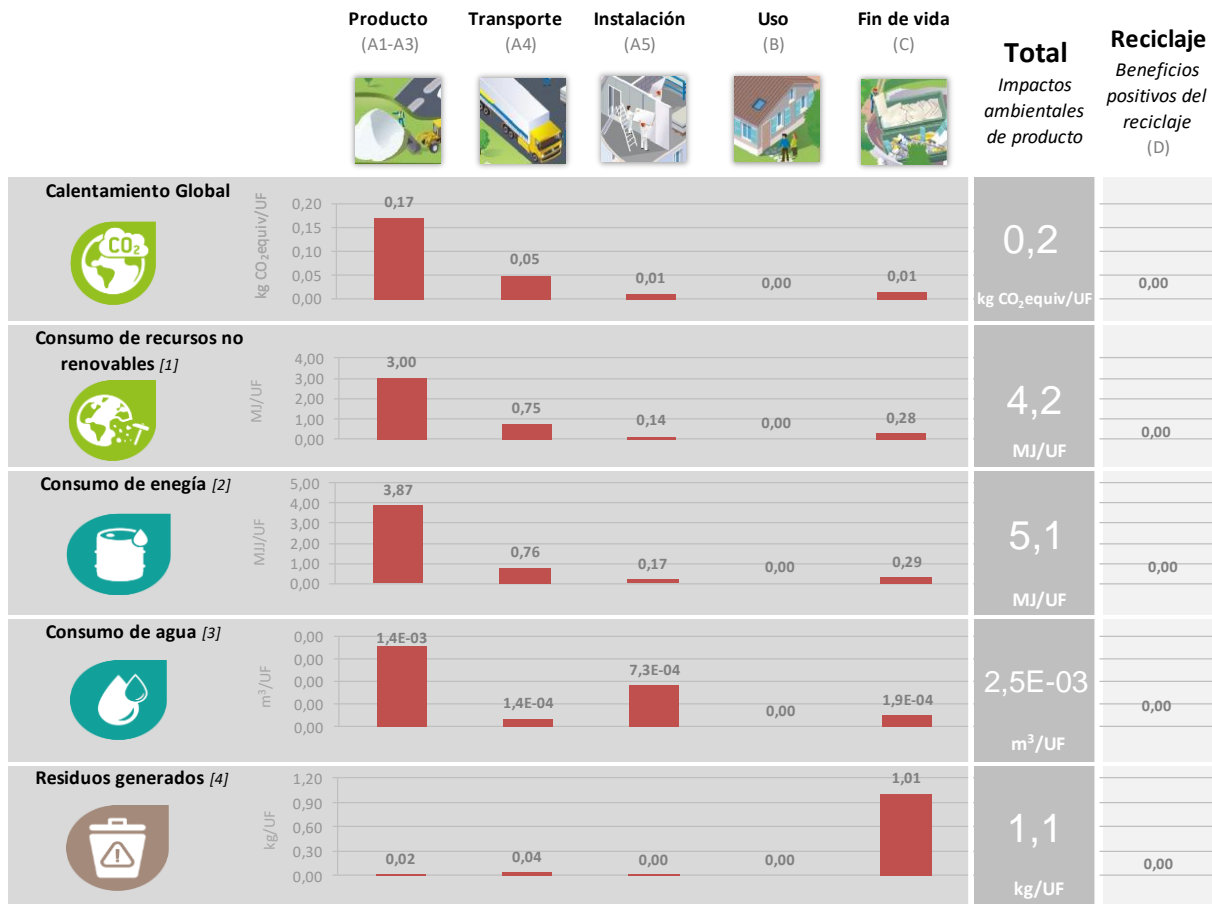 Producto
(A1-A3)
Transporte
(A4)
Instalación
(A5)
Uso
(B)
Fin de vida
(C)
Total
Impactos
ambientales
de producto
Reciclaje
Beneficios
positivos del
reciclaje
(D)
Calentamiento Global
CO₂
kg CO₂equiv/UF
0,20
0,15
0,10
0,05
0,00
0,17
0,05
0,01
0,00
0,01
0,2
kg CO₂equiv/UF
0,00
Consumo de recursos no
renovables [1]
MJ/UF
4,00
3,00
2,00
1,00
0,00
3,00
0,75
0,14
0,00
0,28
4,2
MJ/UF
0,00
Consumo de enegía [2]
MJJ/UF
5,00
4,00
3,00
2,00
1,00
0,00
3,87
0,76
0,17
0,00
0,29
5,1
MJ/UF
0,00
Consumo de agua [3]
m³/UF
0,00
0,00
0,00
0,00
0,00
1,4E-03
1,4E-04
7,3E-04
0,00
1,9E-04
2,5E-03
m³/UF
0,00
Residuos generados [4]
kg/UF
1,20
0,90
0,60
0,30
0,00
0,02
0,04
0,00
0,00
1,01
1,1
kg/UF
0,00